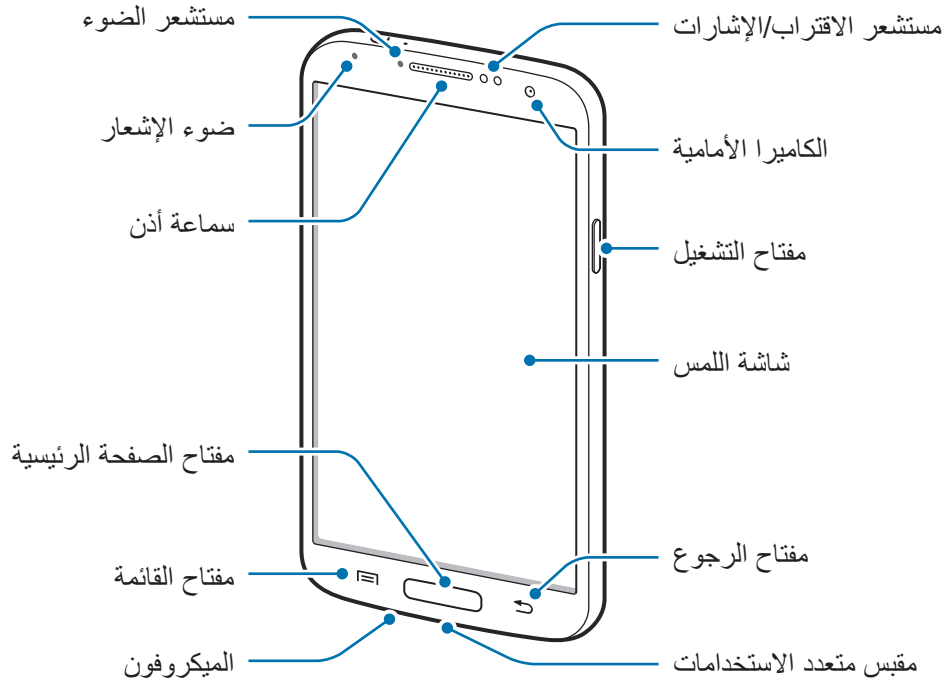 مستشعر الاقتراب/الإشارات
الكاميرا الأمامية
مفتاح التشغيل
شاشة اللمس
مفتاح الرجوع
مقبس متعدد الاستخدامات
مستشعر الضوء
ضوء الإشعار
سماعة أذن
مفتاح الصفحة الرئيسية
مفتاح القائمة
الميكروفون